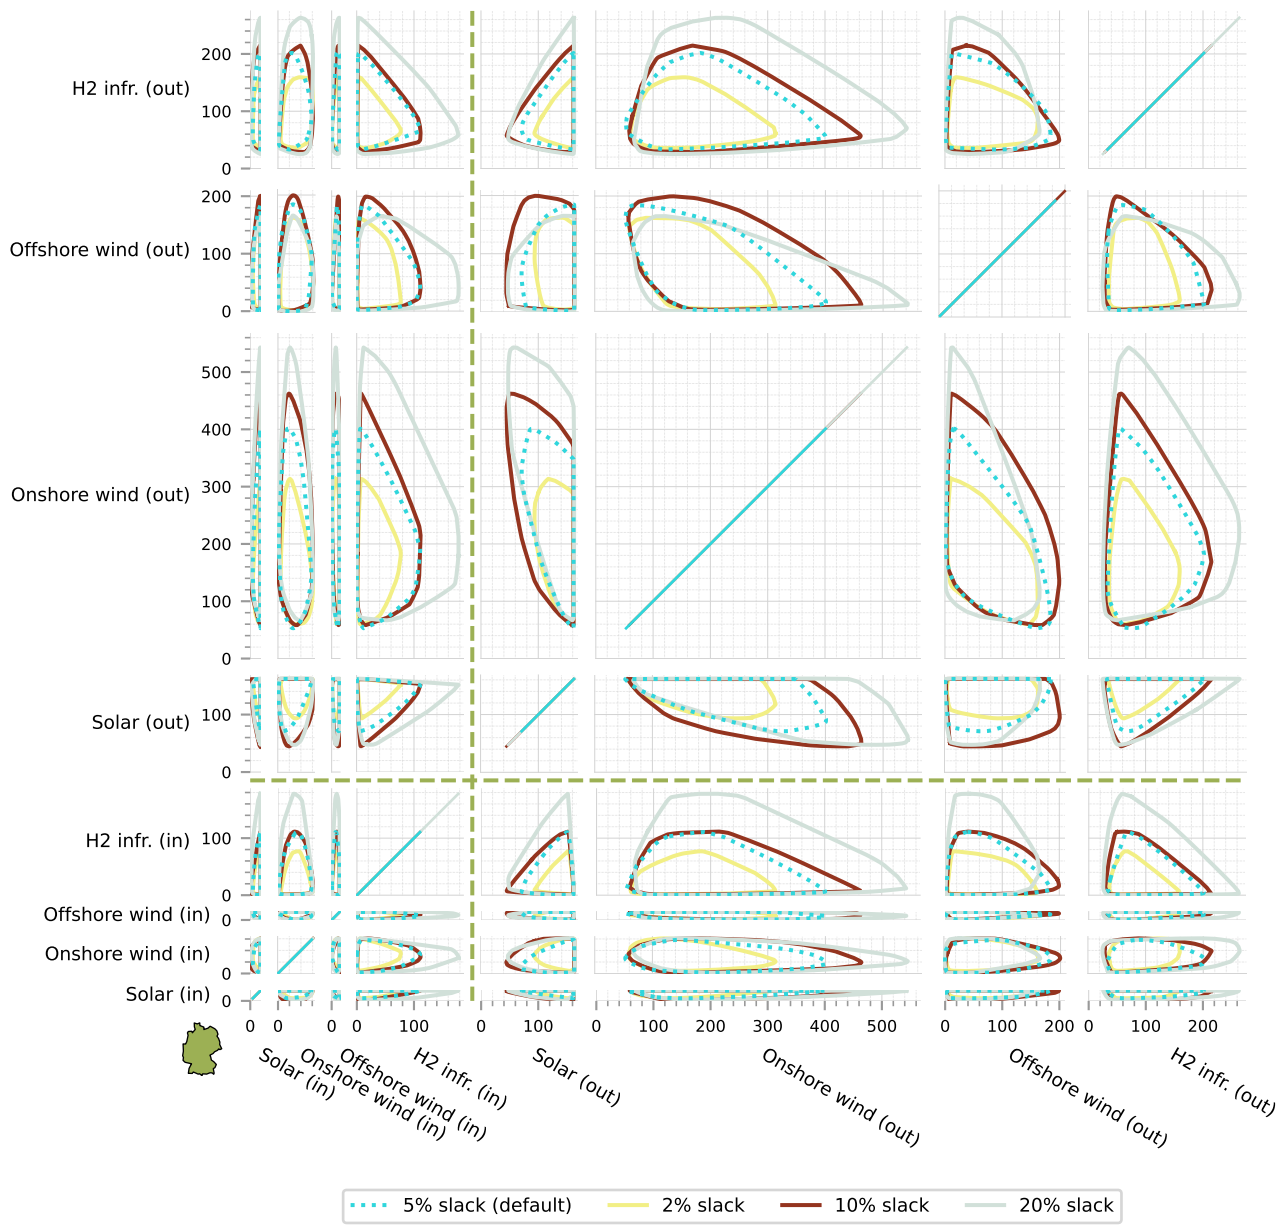 200
H2 infr. (out)
100
0
200
Offshore wind (out)
100
0
500
400
Onshore wind (out)
300
200
100
0
Solar (out)
100
0
H2 infr. (in)
100
0
Offshore wind (in)
0
Onshore wind (in)
0
Solar (in)
0
0 0 0 100 0 100 0 100 200 300 400 500 0 100 200 0 100 200
Solar (in)
Onshore wind (in)
Offshore wind (in)
H2 infr. (in)
Solar (out)
Onshore wind (out)
Offshore wind (out)
H2 infr. (out)
5% slack (default) 2% slack 10% slack 20% slack